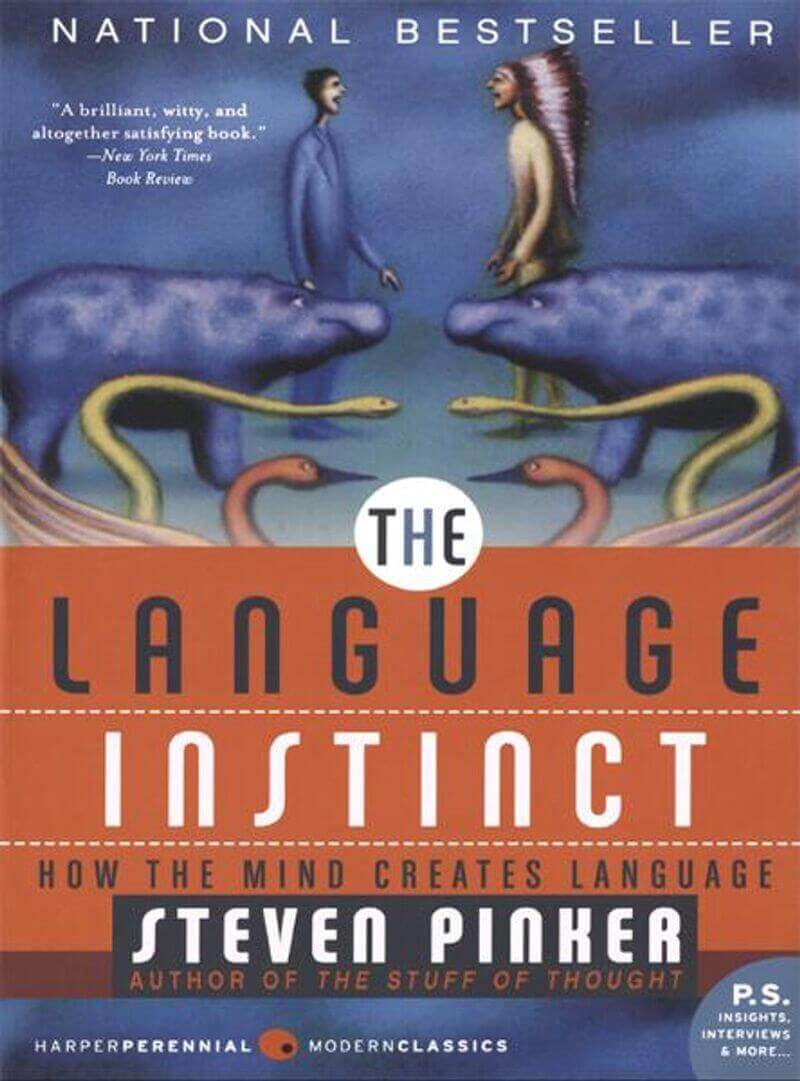 NATIONAL BESTSELLER
"A brilliant, witty, and
altogether satisfying book."
—New York Times
Book Review
THE
LANGUAGE
INSTINCT
HOW THE MIND CREATES LANGUAGE
STEVEN PINKER
AUTHOR OF THE STUFF OF THOUGHT
P.S.
INSIGHTS,
INTERVIEWS
& MORE...
HARPERPERENNIAL MODERNCLASSICS